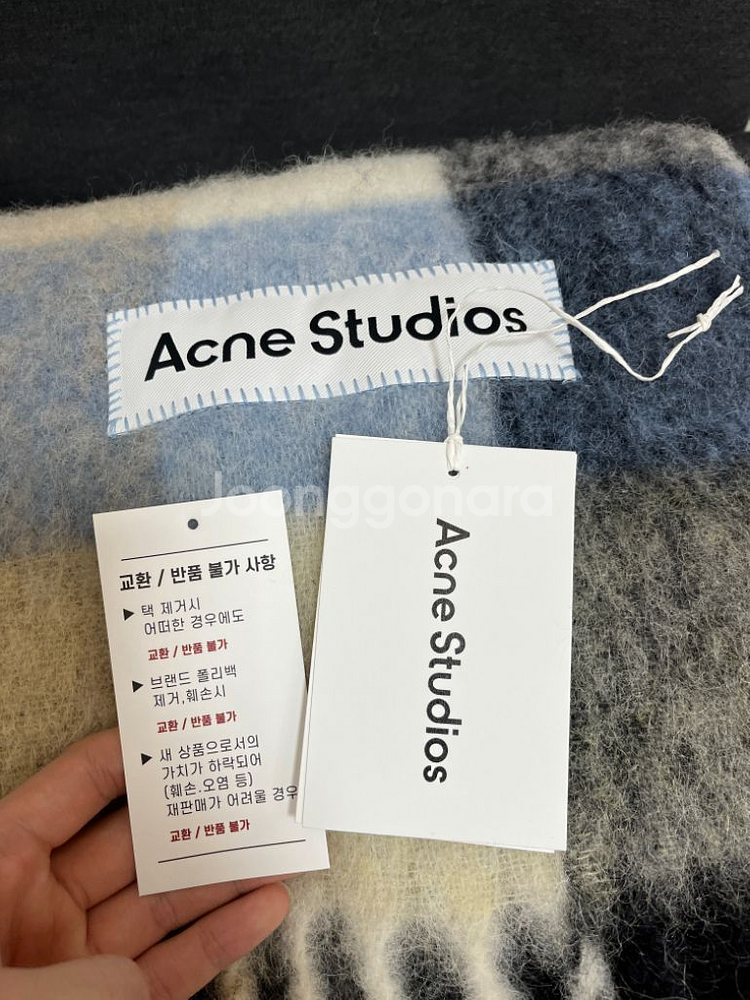 Acne Studios
Joonggonara
교환 / 반품 불가 사항
▶ 택 제거시
어떠한 경우에도
교환 / 반품 불가
▶ 브랜드 폴리백
제거,훼손시
교환 / 반품 불가
▶ 새 상품으로서의
가치가 하락되어
(훼손.오염 등)
재판매가 어려울 경우
교환 / 반품 불가
Acne Studios